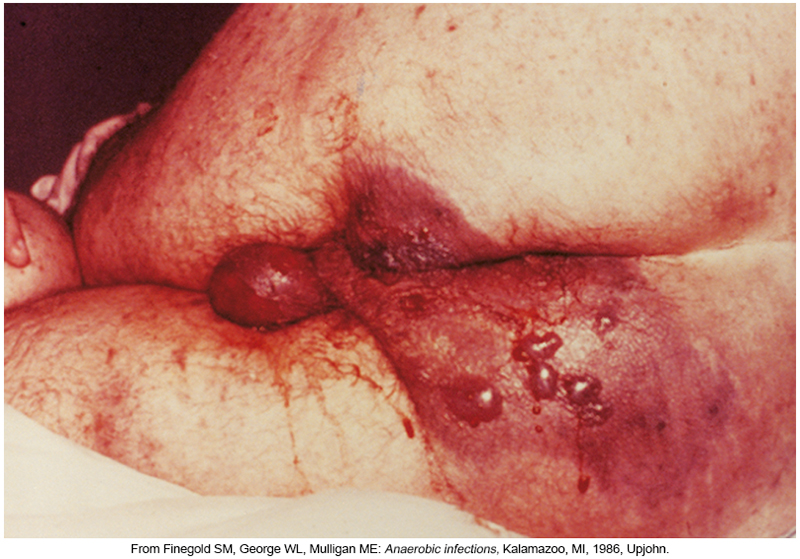 From Finegold SM, George WL, Mulligan ME: Anaerobic infections, Kalamazoo, MI, 1986, Upjohn.